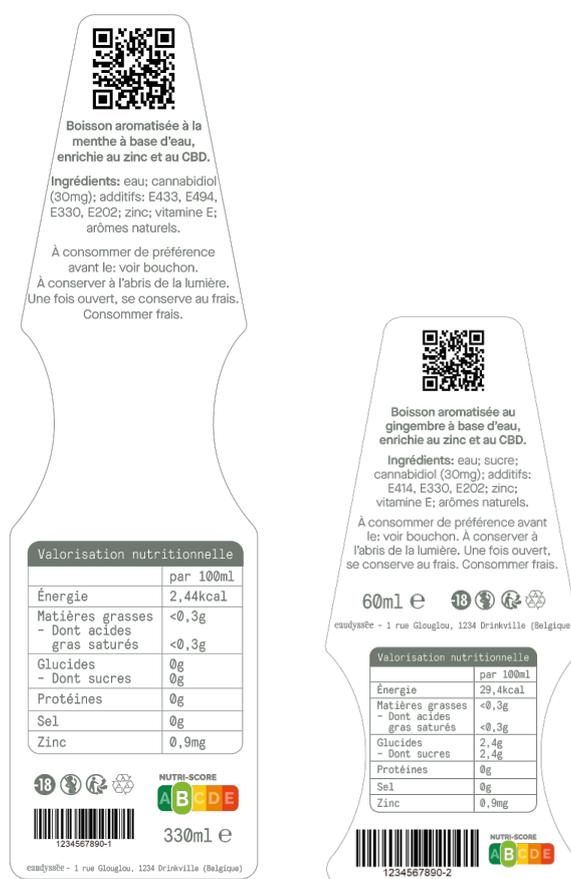 Boisson aromatisée à la
menthe à base d'eau,
enrichie au zinc et au CBD.
Ingrédients: eau; cannabidiol
(30mg); additifs: E433, E494,
E330, E202; zinc; vitamine E;
arômes naturels.
À consommer de préférence
avant le: voir bouchon.
À conserver à l'abris de la lumière.
Une fois ouvert, se conserve au frais.
Consommer frais.
Valorisation nutritionnelle
par 100ml
Énergie 2,44kcal
Matières grasses <0,3g
- Dont acides
gras saturés <0,3g
Glucides 0g
- Dont sucres 0g
Protéines 0g
Sel 0g
Zinc 0,9mg
-18
NUTRI-SCORE
A B C D E
1234567890-1
330ml e
eaudyssée - 1 rue Glouglou, 1234 Drinkville (Belgique)
Boisson aromatisée au
gingembre à base d'eau,
enrichie au zinc et au CBD.
Ingrédients: eau; sucre;
cannabidiol (30mg); additifs:
E414, E330, E202; zinc;
vitamine E; arômes naturels.
À consommer de préférence avant
le: voir bouchon. À conserver à
l'abris de la lumière. Une fois ouvert,
se conserve au frais. Consommer frais.
60ml e -18
eaudyssée - 1 rue Glouglou, 1234 Drinkville (Belgique
Valorisation nutritionnelle
par 100ml
Énergie 29,4kcal
Matières grasses <0,3g
- Dont acides
gras saturés <0,3g
Glucides 2,4g
- Dont sucres 2,4g
Protéines 0g
Sel 0g
Zinc 0,9mg
NUTRI-SCORE
A B C D E
1234567890-2